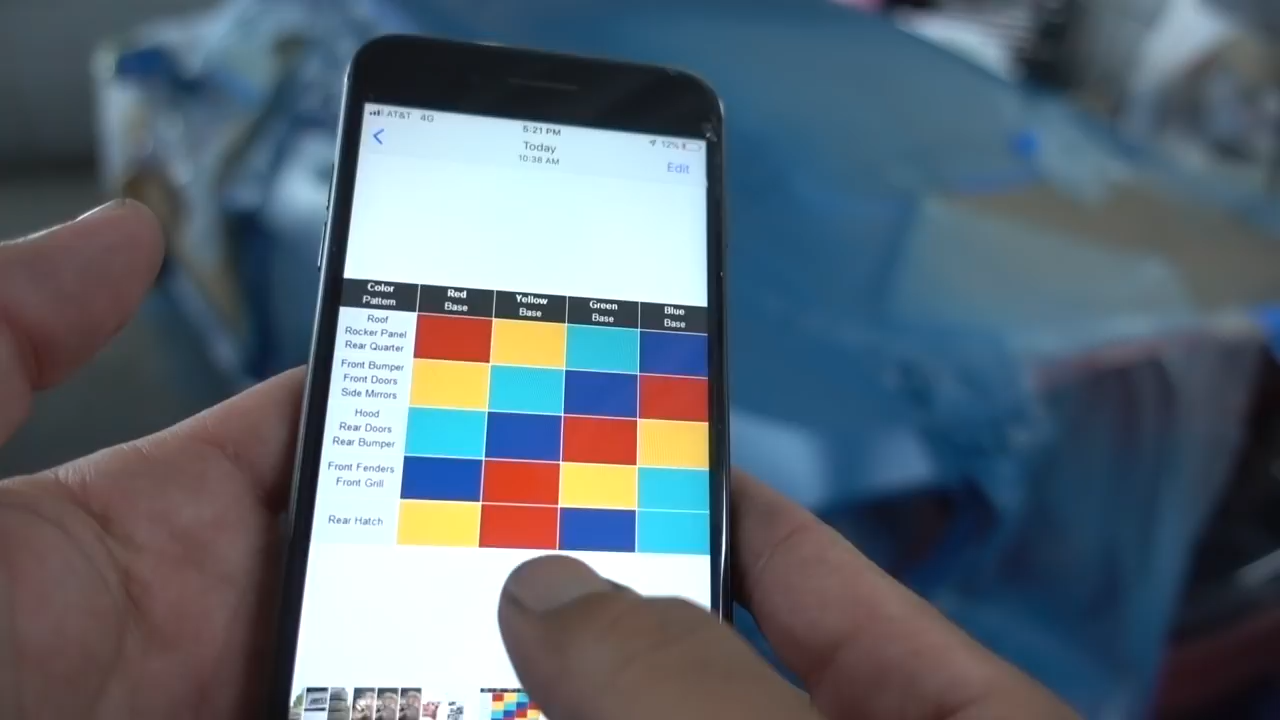 AT&T 4G
5:21 PM
12%
Today
10:38 AM
Edit
Color
Pattern
Red
Base
Yellow
Base
Green
Base
Blue
Base
Roof
Rocker Panel
Rear Quarter
Front Bumper
Front Doors
Side Mirrors
Hood
Rear Doors
Rear Bumper
Front Fenders
Front Grill
Rear Hatch